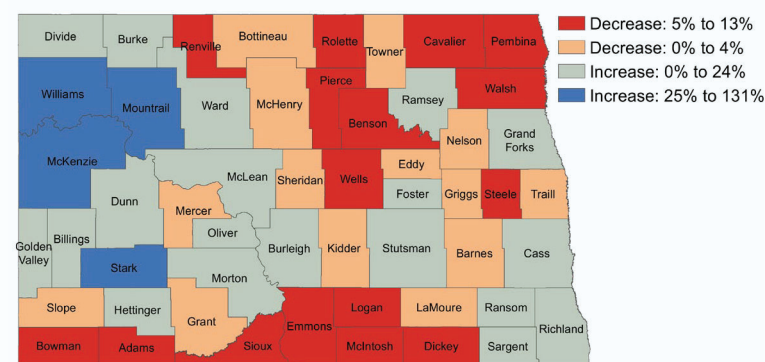 Divide
Burke
Renville
Bottineau
Rolette
Towner
Cavalier
Pembina
Decrease: 5% to 13%
Decrease: 0% to 4%
Increase: 0% to 24%
Increase: 25% to 131%
Williams
Mountrail
Ward
McHenry
Pierce
Benson
Ramsey
Walsh
Nelson
Grand
Forks
McKenzie
Dunn
McLean
Mercer
Oliver
Sheridan
Wells
Eddy
Foster
Griggs
Steele
Traill
Golden
Valley
Billings
Stark
Morton
Burleigh
Kidder
Stutsman
Barnes
Cass
Slope
Hettinger
Grant
Emmons
Logan
LaMoure
Ransom
Richland
Bowman
Adams
Sioux
McIntosh
Dickey
Sargent